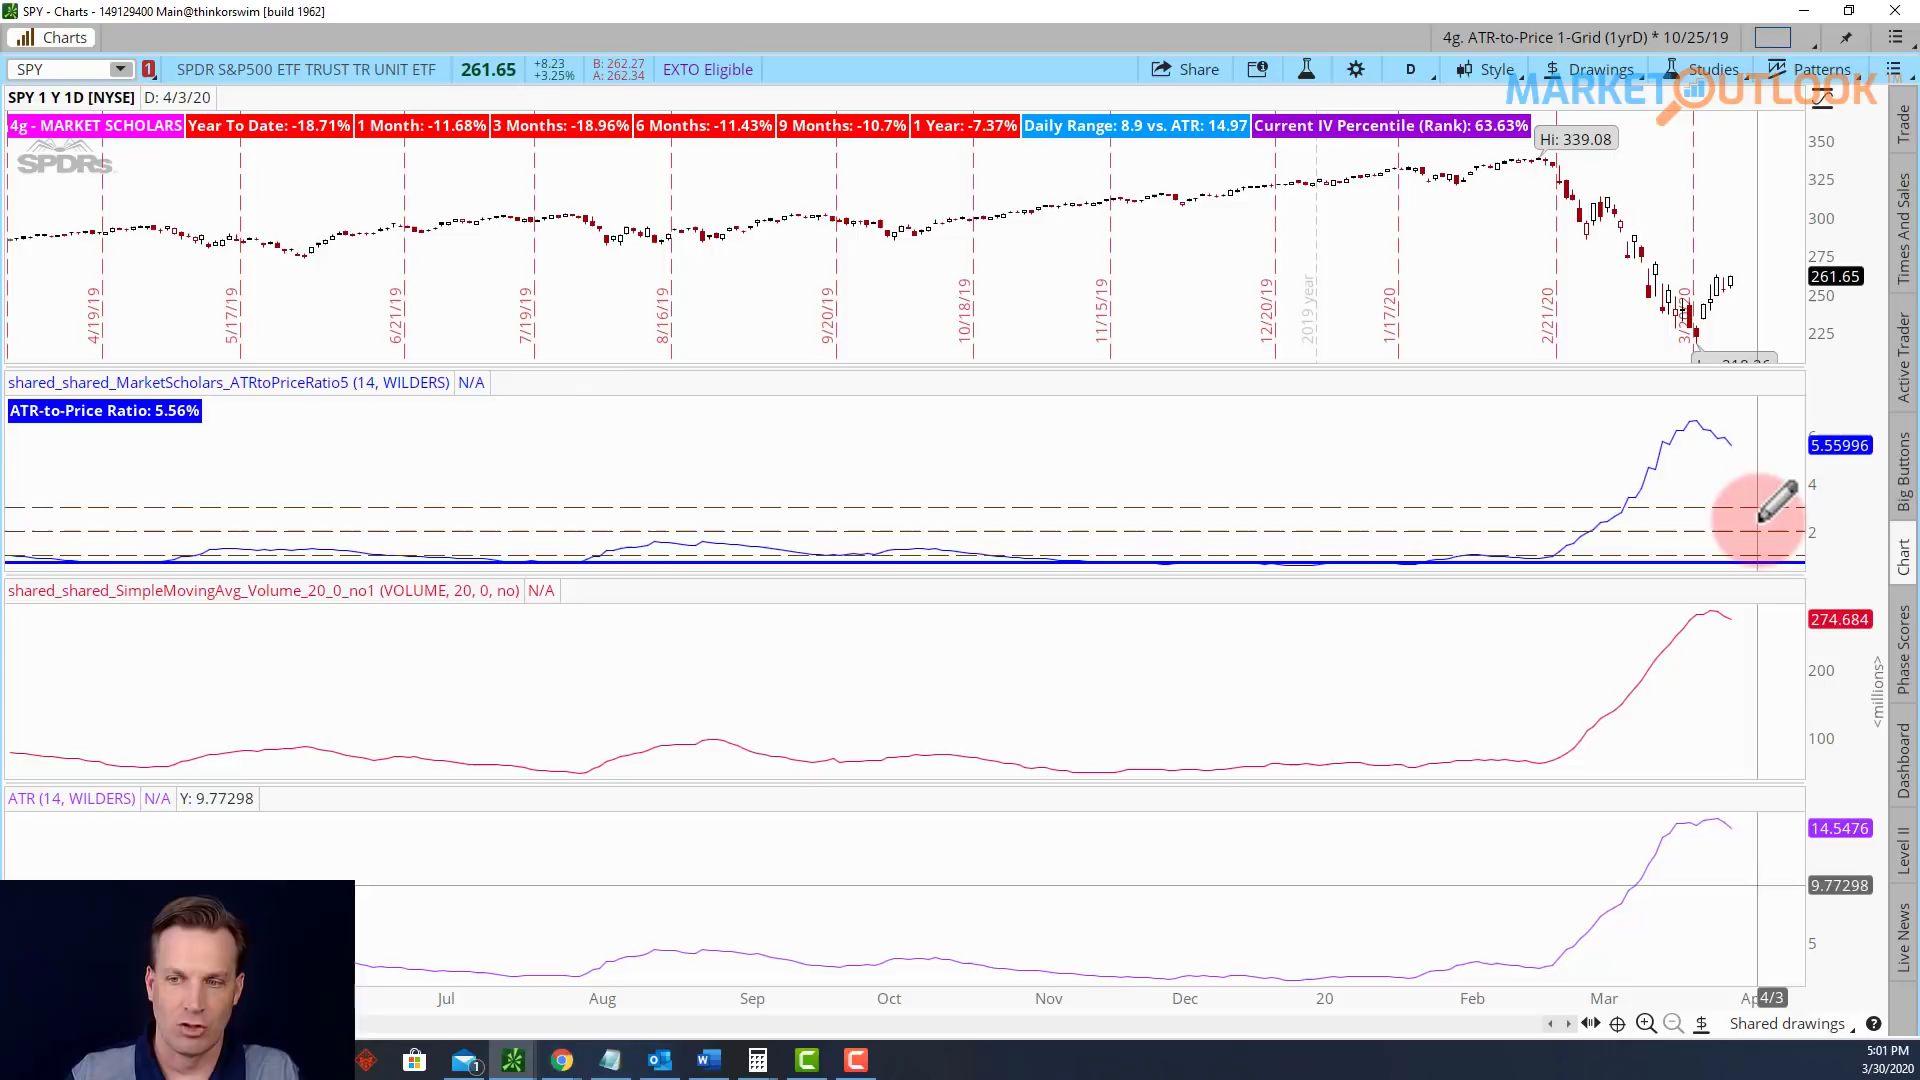 SPY - Charts - 149129400 Main@thinkorswim [build 1962]
Charts
4g. ATR-to-Price 1-Grid (1yrD) * 10/25/19
SPY
1
SPDR S&P500 ETF TRUST TR UNIT ETF
261.65
+8.23
+3.25%
B: 262.27
A: 262.34
EXTO Eligible
Share
D
Style
Drawings
Studies
Patterns
MARKET OUTLOOK
SPY 1 Y 1D [NYSE]
D: 4/3/20
4g - MARKET SCHOLARS
Year To Date: -18.71%
1 Month: -11.68%
3 Months: -18.96%
6 Months: -11.43%
9 Months: -10.7%
1 Year: -7.37%
Daily Range: 8.9 vs. ATR: 14.97
Current IV Percentile (Rank): 63.63%
Hi: 339.08
SPDRs
350
325
300
275
261.65
250
225
4/19/19
5/17/19
6/21/19
7/19/19
8/16/19
9/20/19
10/18/19
11/15/19
12/20/19
2019 year
1/17/20
2/21/20
shared_shared_MarketScholars_ATRtoPriceRatio5 (14, WILDERS)
N/A
ATR-to-Price Ratio: 5.56%
5.55996
4
2
shared_shared_SimpleMovingAvg_Volume_20_0_no1 (VOLUME, 20, 0, no)
N/A
274.684
200
100
<millions>
ATR (14, WILDERS)
N/A
Y: 9.77298
14.5476
9.77298
5
Jul
Aug
Sep
Oct
Nov
Dec
20
Feb
Mar
4/3
Shared drawings
Trade
Times And Sales
Active Trader
Big Buttons
Chart
Phase Scores
Dashboard
Level II
Live News
1
5:01 PM
3/30/2020